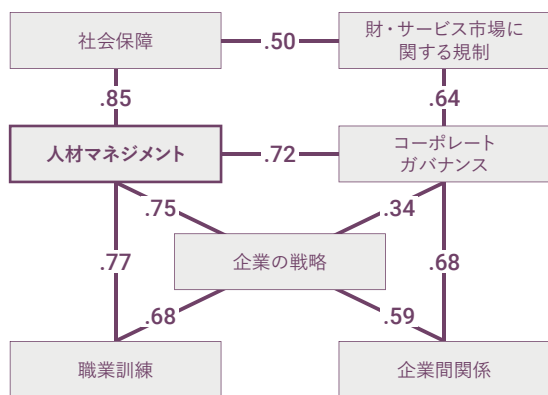 社会保障
.50
財・サービス市場に
関する規制
.85
.64
人材マネジメント
.72
コーポレート
ガバナンス
.75
.34
企業の戦略
.77
.68
.68
.59
職業訓練
企業間関係